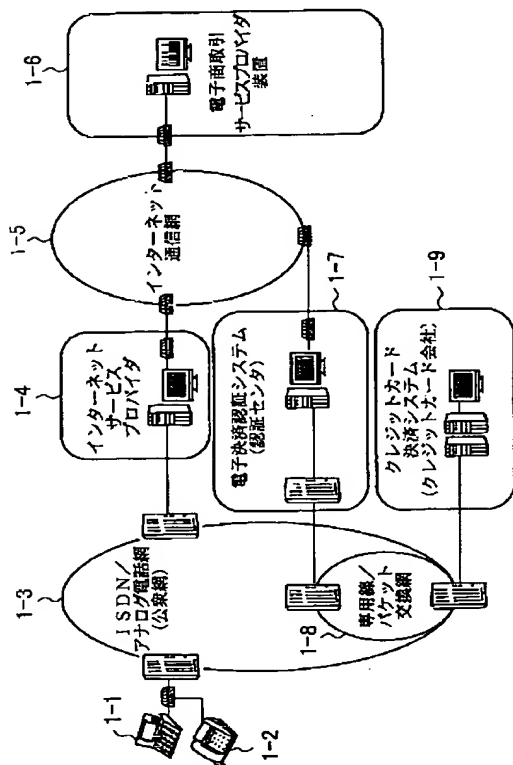 1-1
1-2
1-3
ISDN/
アナログ電話網
(公衆網)
1-4
インターネット
サービス
プロバイダ
1-5
インターネット
通信網
1-6
電子商取引
サービスプロバイダ
装置
1-7
電子決済認証システム
(認証センタ)
1-8
専用線/
パケット
交換網
1-9
クレジットカード
決済システム
(クレジットカード会社)